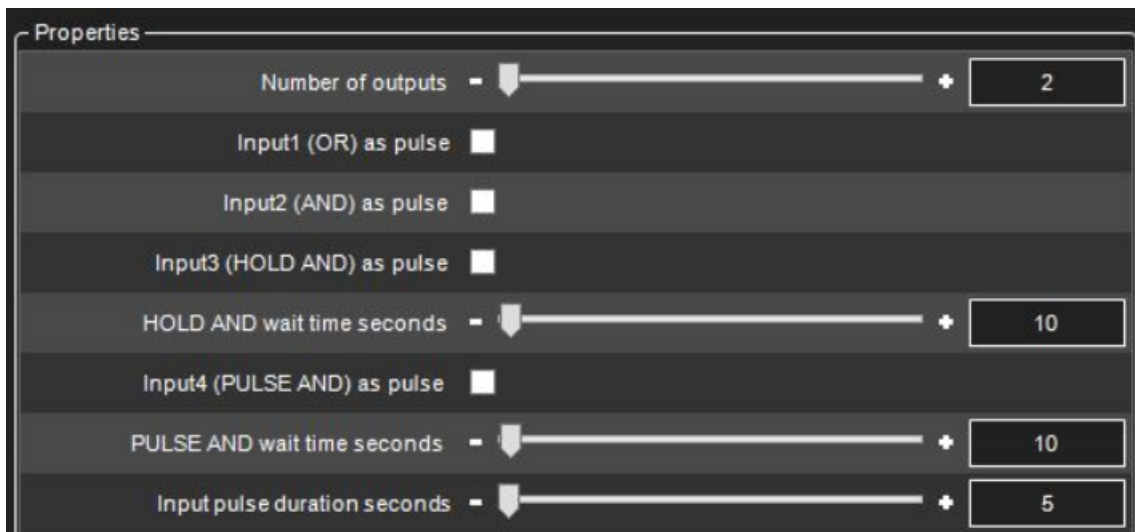 Properties
Number of outputs - + 2
Input1 (OR) as pulse
Input2 (AND) as pulse
Input3 (HOLD AND) as pulse
HOLD AND wait time seconds - + 10
Input4 (PULSE AND) as pulse
PULSE AND wait time seconds - + 10
Input pulse duration seconds - + 5